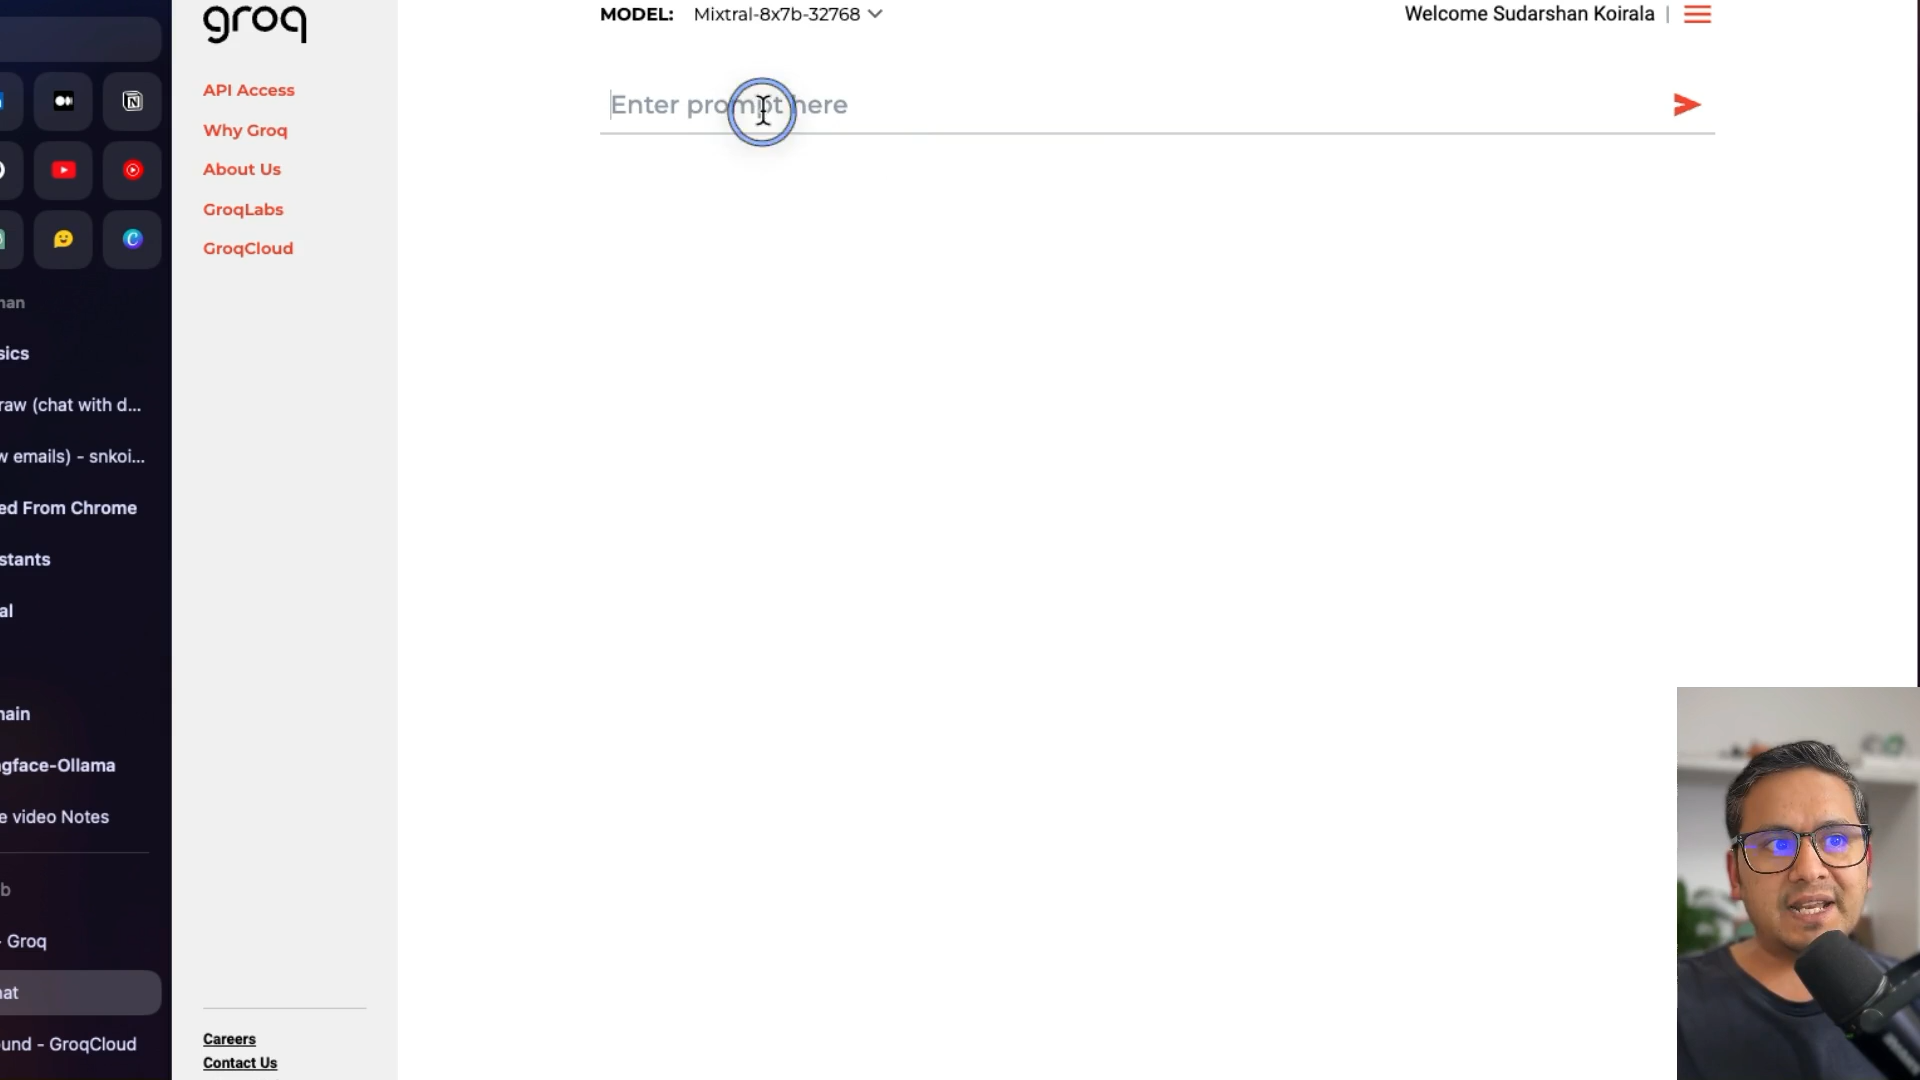 groq
MODEL: Mixtral-8x7b-32768
Welcome Sudarshan Koirala |
API Access
Why Groq
About Us
GroqLabs
GroqCloud
Enter prompt here
Careers
Contact Us
nan
sics
raw (chat with d...
w emails) - snkoi...
ed From Chrome
stants
al
nain
gface-Ollama
e video Notes
b
- Groq
nat
und - GroqCloud